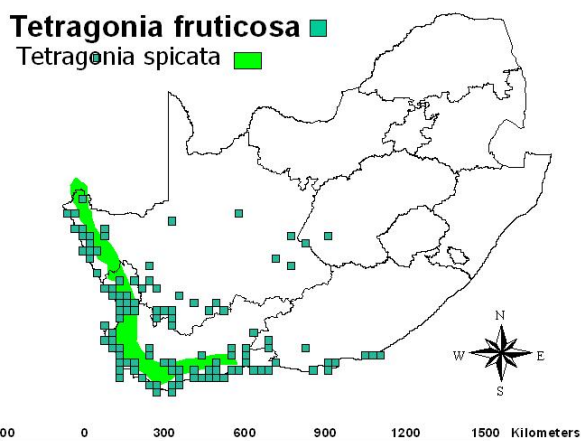 Tetragonia fruticosa
Tetragonia spicata
N
W E
S
00 0 300 600 900 1200 1500 Kilometers